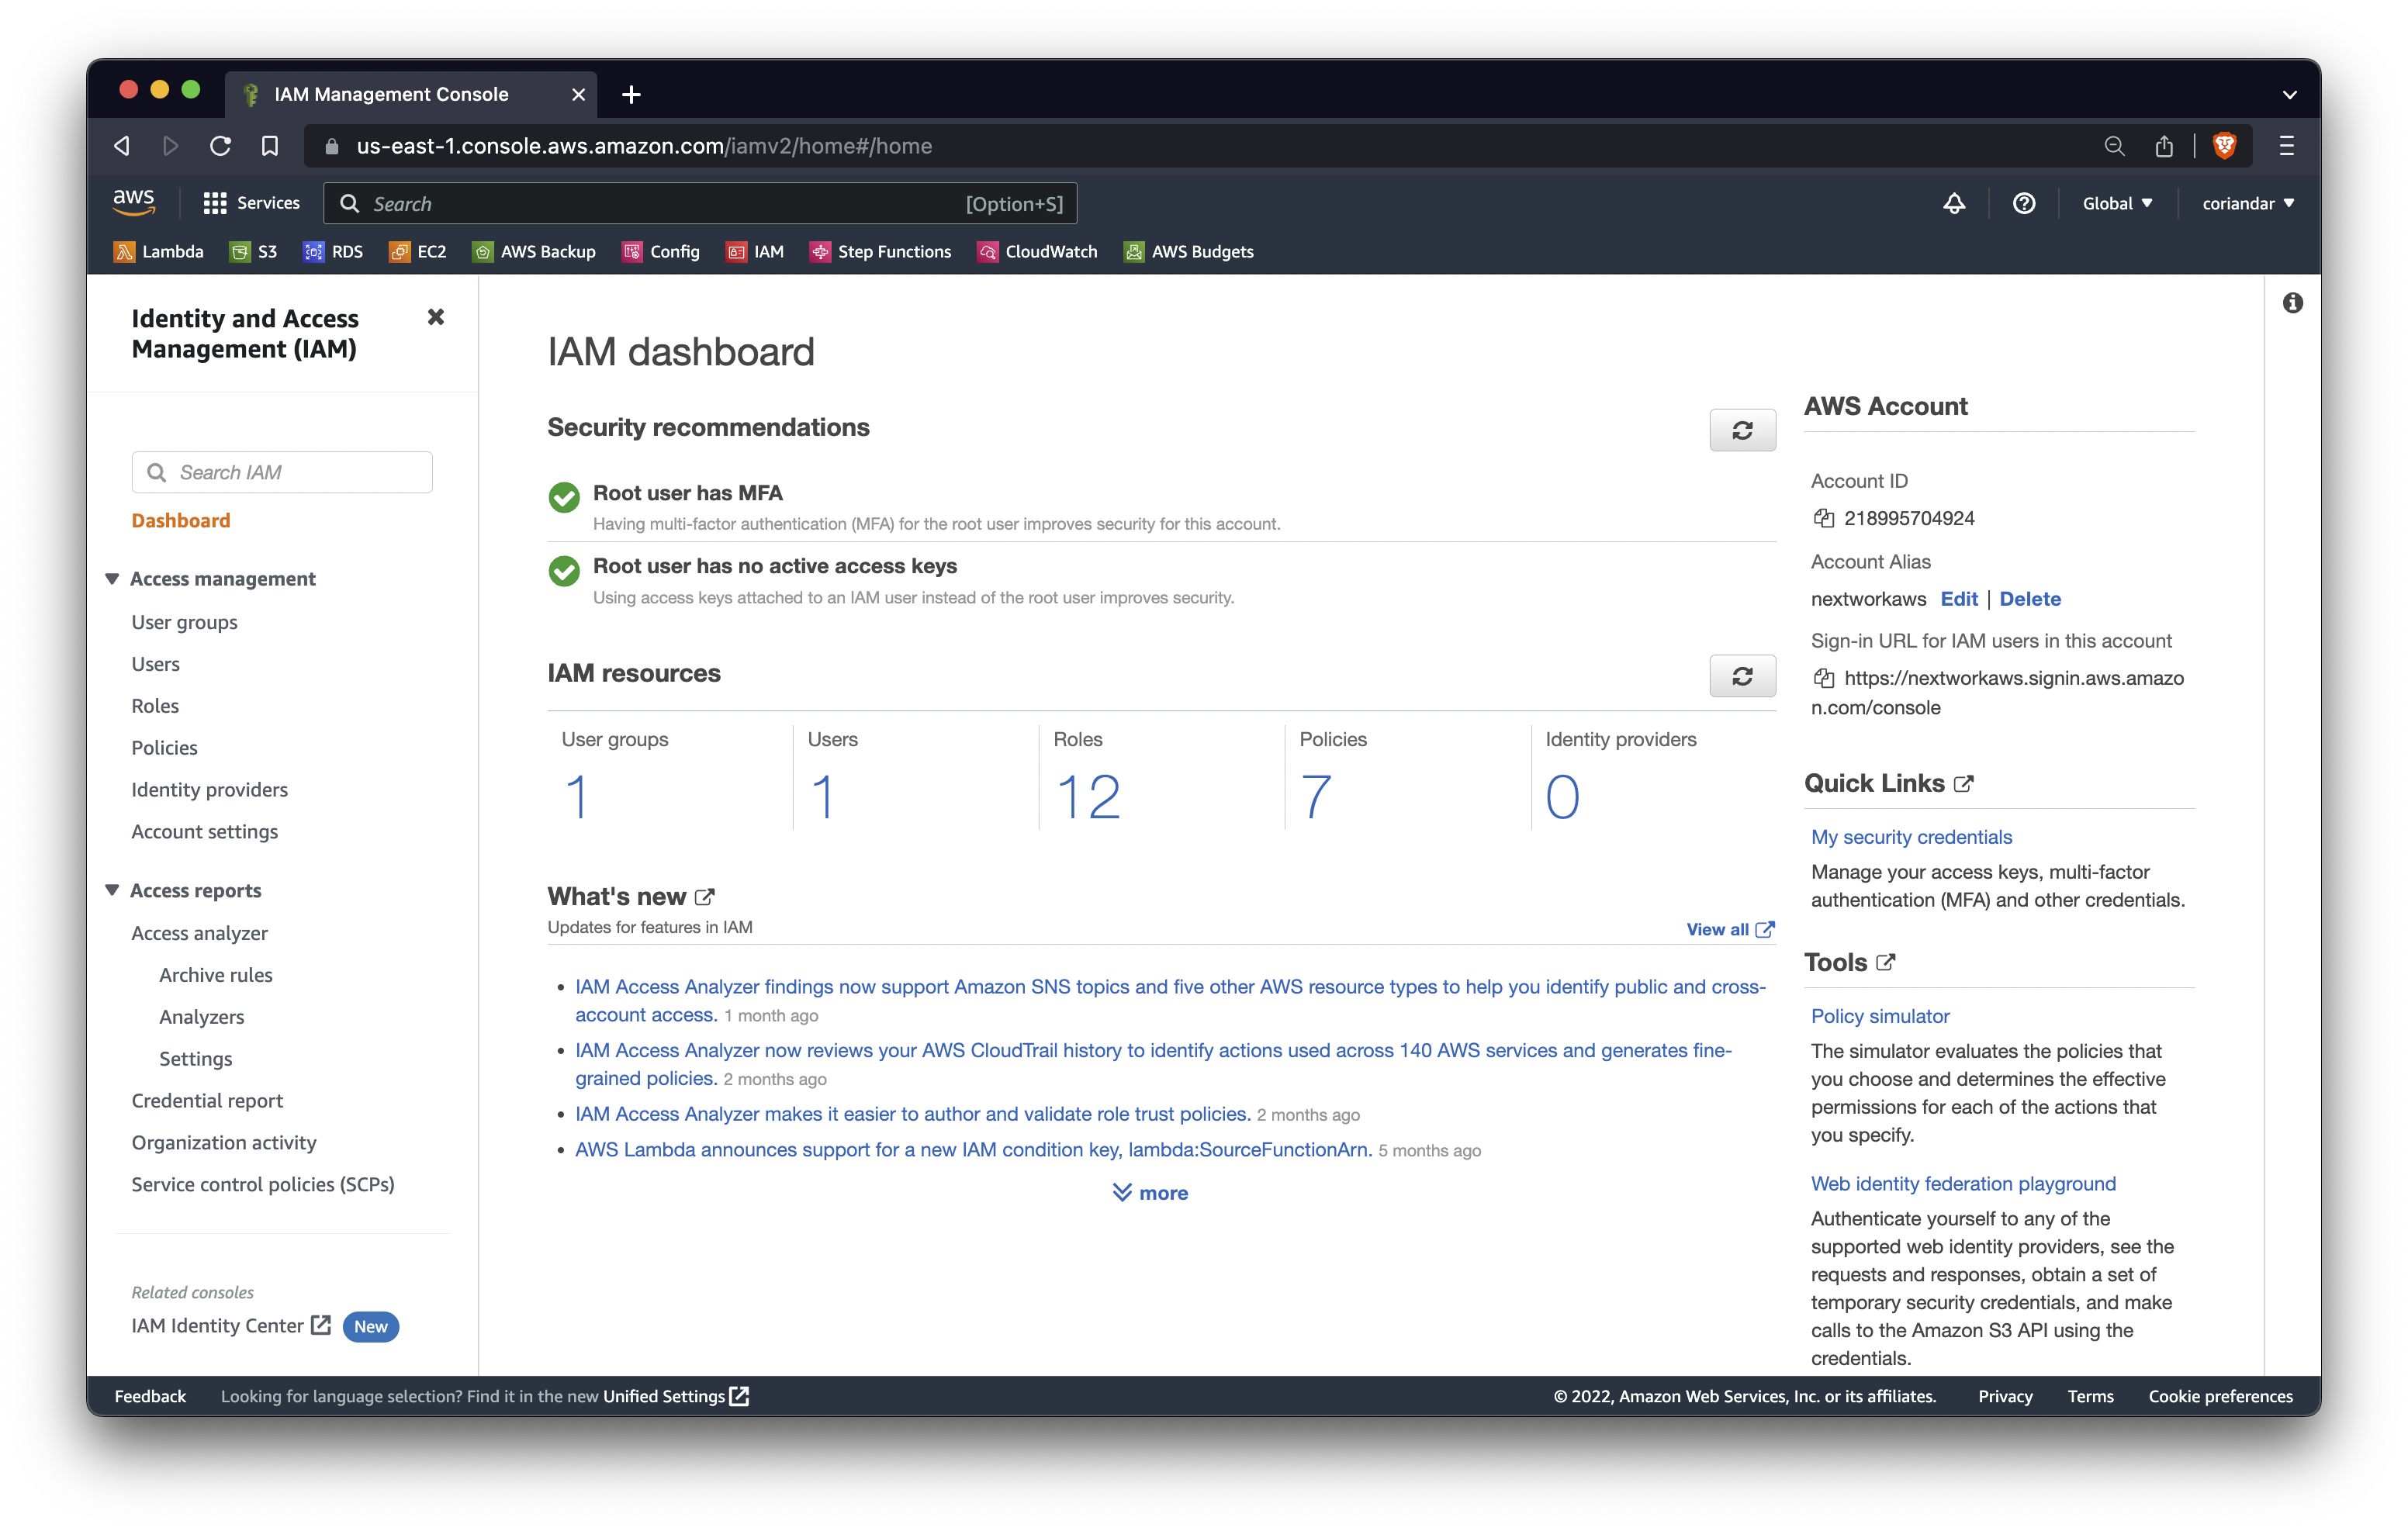 IAM Management Console
us-east-1.console.aws.amazon.com/iamv2/home#/home
aws
Services
Search
[Option+S]
Global
coriandar
Lambda
S3
RDS
EC2
AWS Backup
Config
IAM
Step Functions
CloudWatch
AWS Budgets
Identity and Access
Management (IAM)
Search IAM
Dashboard
Access management
User groups
Users
Roles
Policies
Identity providers
Account settings
Access reports
Access analyzer
Archive rules
Analyzers
Settings
Credential report
Organization activity
Service control policies (SCPs)
Related consoles
IAM Identity Center
New
IAM dashboard
Security recommendations
Root user has MFA
Having multi-factor authentication (MFA) for the root user improves security for this account.
Root user has no active access keys
Using access keys attached to an IAM user instead of the root user improves security.
IAM resources
User groups
1
Users
1
Roles
12
Policies
7
Identity providers
0
What's new
Updates for features in IAM
View all
IAM Access Analyzer findings now support Amazon SNS topics and five other AWS resource types to help you identify public and cross-
account access. 1 month ago
IAM Access Analyzer now reviews your AWS CloudTrail history to identify actions used across 140 AWS services and generates fine-
grained policies. 2 months ago
IAM Access Analyzer makes it easier to author and validate role trust policies. 2 months ago
AWS Lambda announces support for a new IAM condition key, lambda:SourceFunctionArn. 5 months ago
more
AWS Account
Account ID
218995704924
Account Alias
nextworkaws Edit | Delete
Sign-in URL for IAM users in this account
https://nextworkaws.signin.aws.amazo
n.com/console
Quick Links
My security credentials
Manage your access keys, multi-factor
authentication (MFA) and other credentials.
Tools
Policy simulator
The simulator evaluates the policies that
you choose and determines the effective
permissions for each of the actions that
you specify.
Web identity federation playground
Authenticate yourself to any of the
supported web identity providers, see the
requests and responses, obtain a set of
temporary security credentials, and make
calls to the Amazon S3 API using the
credentials.
Feedback
Looking for language selection? Find it in the new Unified Settings
© 2022, Amazon Web Services, Inc. or its affiliates.
Privacy
Terms
Cookie preferences